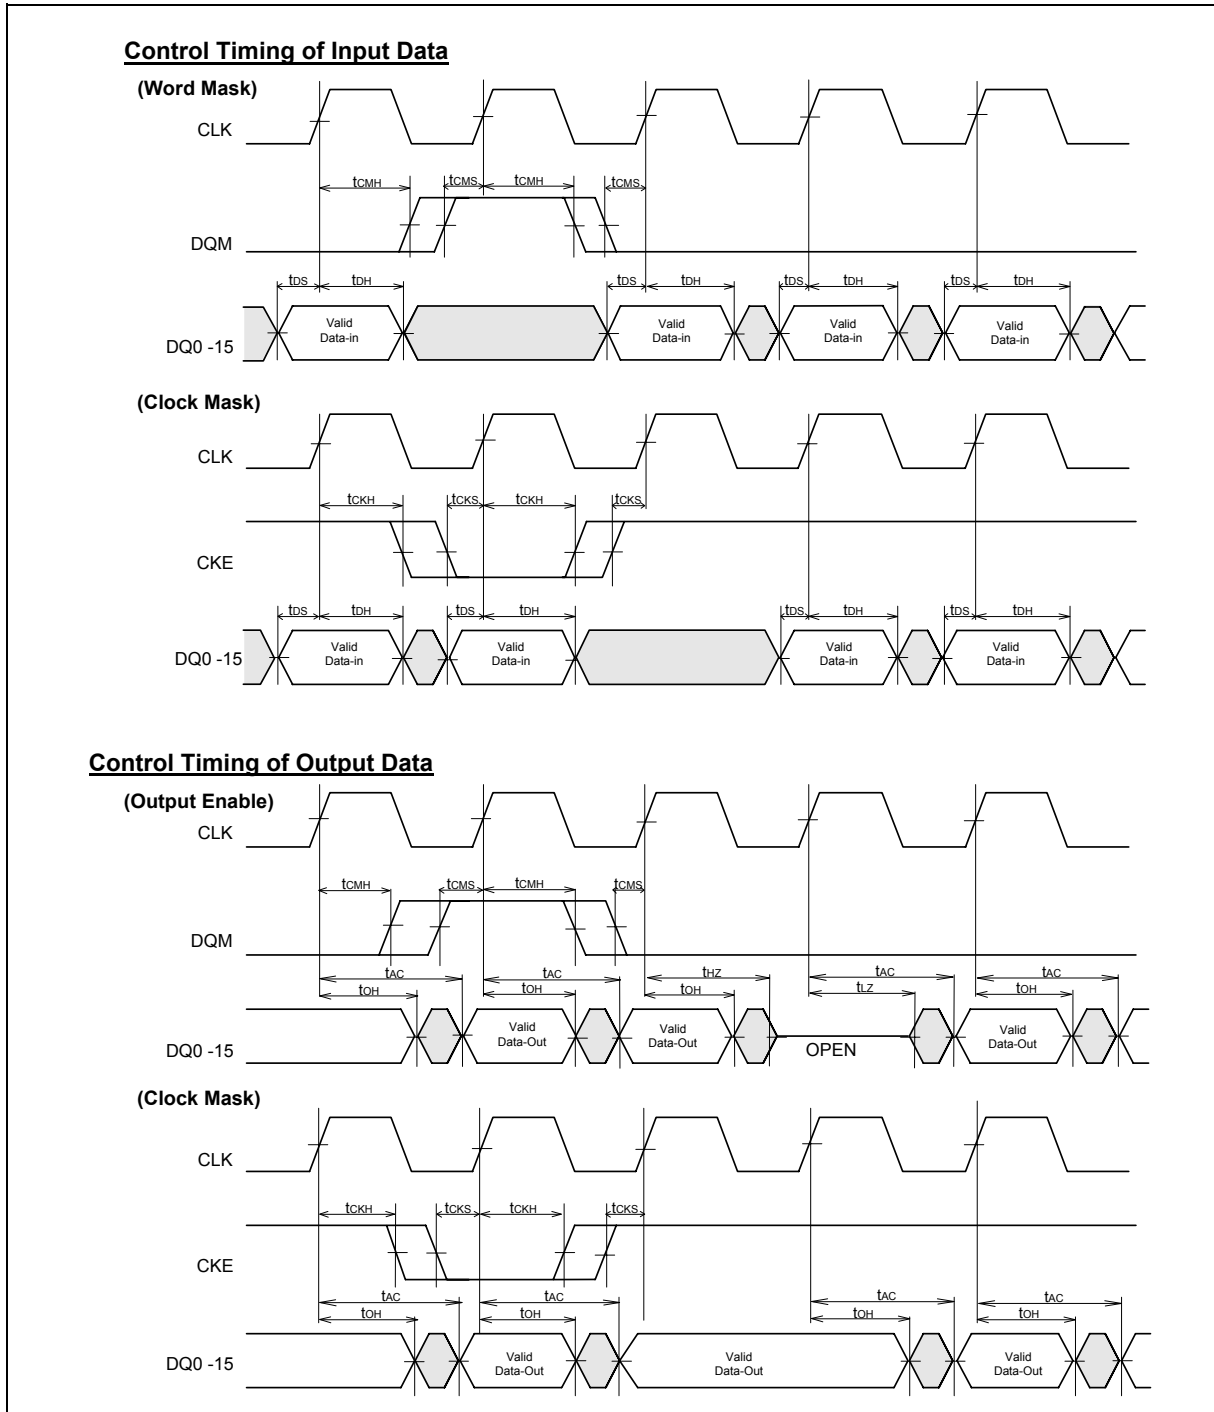 Control Timing of Input Data
(Word Mask)
CLK
tCMH tCMS tCMH tCMS
DQM
tDS tDH tDS tDH tDS tDH tDS tDH
Valid Data-in Valid Data-in Valid Data-in Valid Data-in
DQ0 -15
(Clock Mask)
CLK
tCKH tCKS tCKH tCKS
CKE
tDS tDH tDS tDH tDS tDH tDS tDH
Valid Data-in Valid Data-in Valid Data-in Valid Data-in
DQ0 -15
Control Timing of Output Data
(Output Enable)
CLK
tCMH tCMS tCMH tCMS
DQM
tAC tAC tHZ tAC tAC
tOH tOH tOH tLZ tOH
Valid Data-Out Valid Data-Out Valid Data-Out
DQ0 -15 OPEN
(Clock Mask)
CLK
tCKH tCKS tCKH tCKS
CKE
tAC tAC tAC tAC
tOH tOH tOH tOH
Valid Data-Out Valid Data-Out Valid Data-Out
DQ0 -15